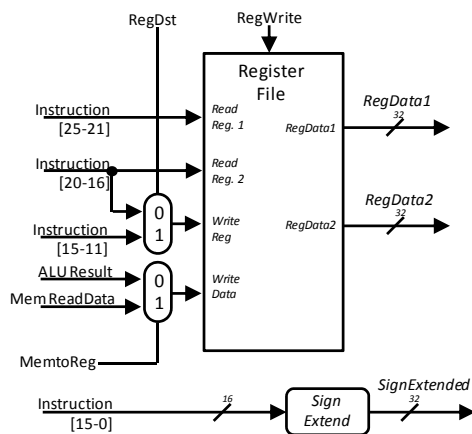 RegDst
RegWrite
Register
File
Instruction
[25-21]
Read
Reg. 1
RegData1
RegData1
32
Instruction
[20-16]
Read
Reg. 2
0
1
Write
Reg
RegData2
RegData2
32
Instruction
[15-11]
ALU Result
MemReadData
0
1
Write
Data
MemtoReg
Instruction
[15-0]
16
Sign
Extend
SignExtended
32